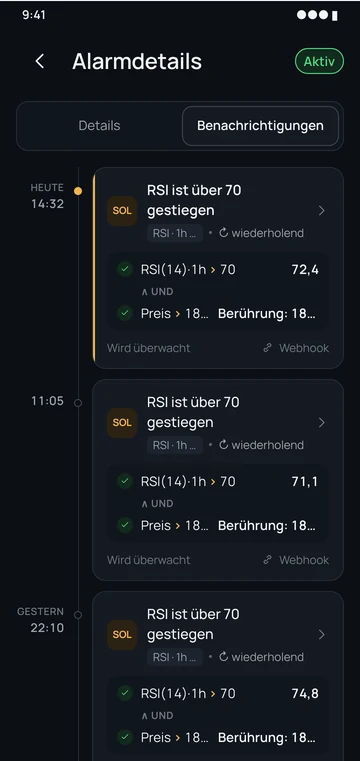 9:41
Alarmdetails
Aktiv
Details
Benachrichtigungen
HEUTE
14:32
SOL
RSI ist über 70
gestiegen
RSI · 1h ...
• ↻ wiederholend
RSI(14)·1h > 70 72,4
∧ UND
Preis > 18... Berührung: 18...
Wird überwacht
Webhook
11:05
SOL
RSI ist über 70
gestiegen
RSI · 1h ...
• ↻ wiederholend
RSI(14)·1h > 70 71,1
∧ UND
Preis > 18... Berührung: 18...
Wird überwacht
Webhook
GESTERN
22:10
SOL
RSI ist über 70
gestiegen
RSI · 1h ...
• ↻ wiederholend
RSI(14)·1h > 70 74,8
∧ UND
Preis > 18... Berührung: 18...